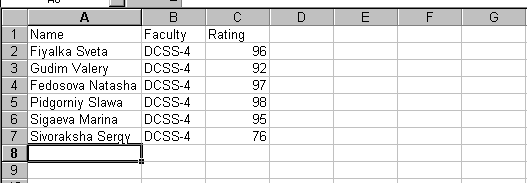 A B C D E F G
1 Name Faculty Rating
2 Fiyalka Sveta DCSS-4 96
3 Gudim Valery DCSS-4 92
4 Fedosova Natasha DCSS-4 97
5 Pidgorniy Slawa DCSS-4 98
6 Sigaeva Marina DCSS-4 95
7 Sivoraksha Sergy DCSS-4 76
8
9